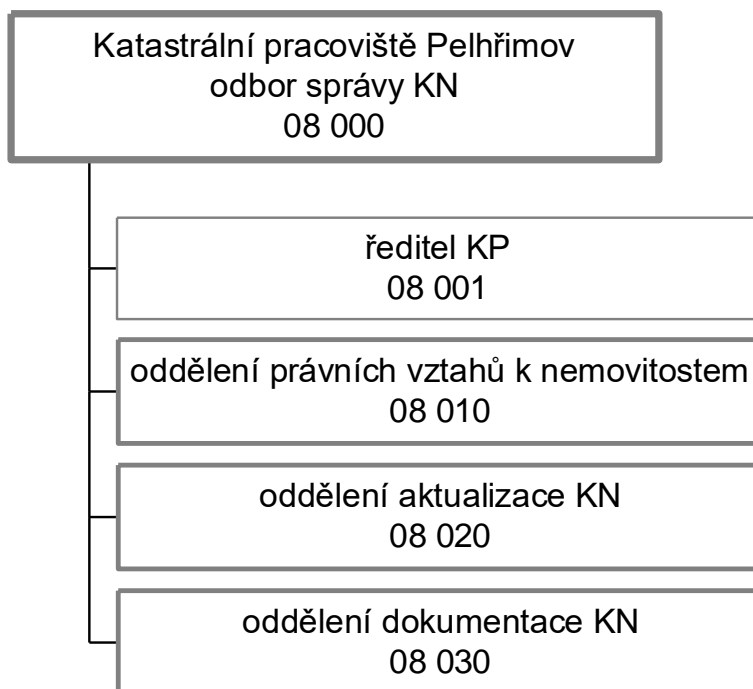 Katastrální pracoviště Pelhřimov
odbor správy KN
08 000
ředitel KP
08 001
oddělení právních vztahů k nemovitostem
08 010
oddělení aktualizace KN
08 020
oddělení dokumentace KN
08 030